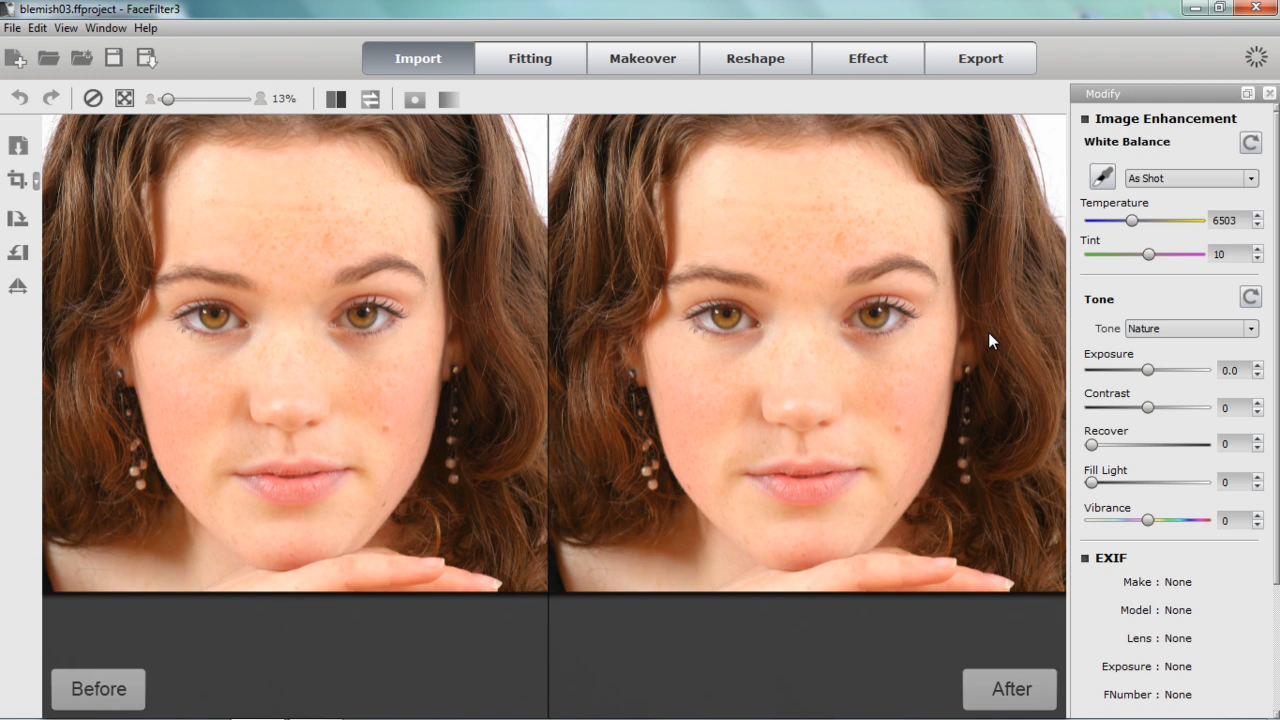 blemish03.ffproject - FaceFilter3
File Edit View Window Help
Import Fitting Makeover Reshape Effect Export
13%
Modify
Image Enhancement
White Balance
As Shot
Temperature
6503
Tint
10
Tone
Tone Nature
Exposure
0.0
Contrast
0
Recover
0
Fill Light
0
Vibrance
0
EXIF
Make : None
Model : None
Lens : None
Exposure : None
FNumber : None
Before
After